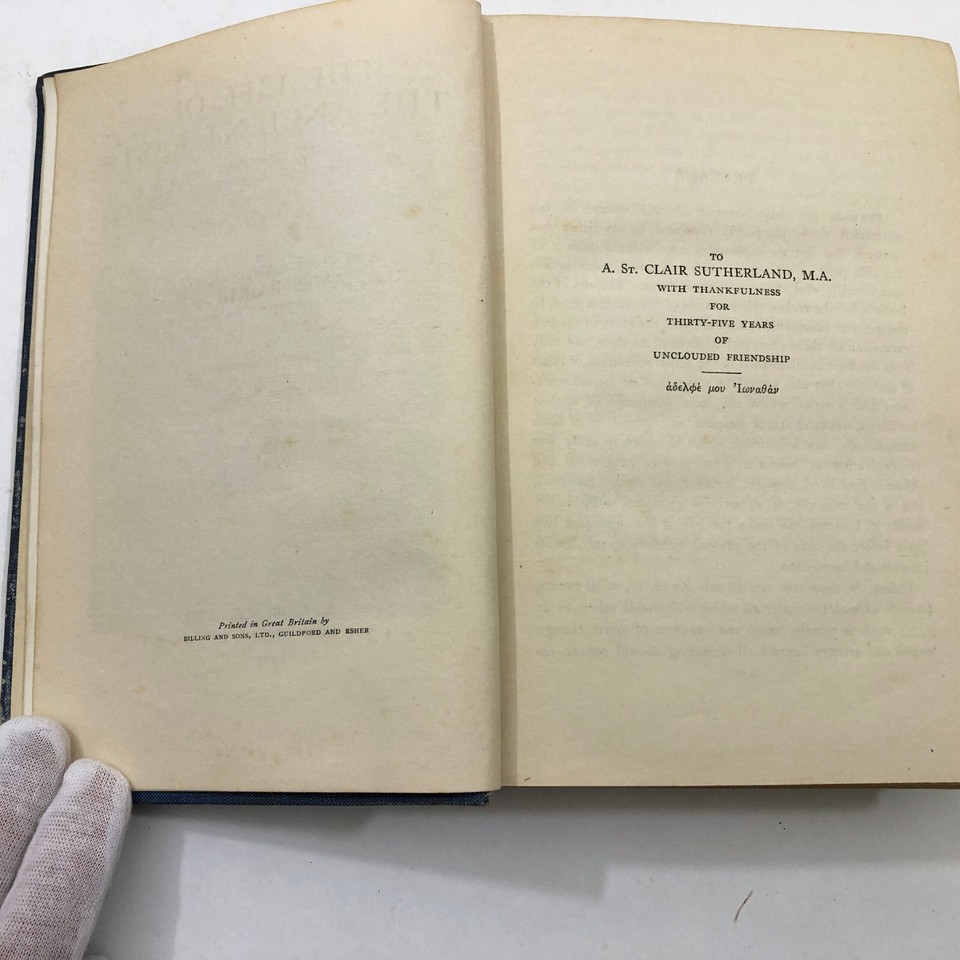 Printed in Great Britain by
BILLING AND SONS, LTD., GUILDFORD AND ESHER
TO
A. ST. CLAIR SUTHERLAND, M.A.
WITH THANKFULNESS
FOR
THIRTY-FIVE YEARS
OF
UNCLOUDED FRIENDSHIP
ἀδελφέ μου Ἰωναθάν